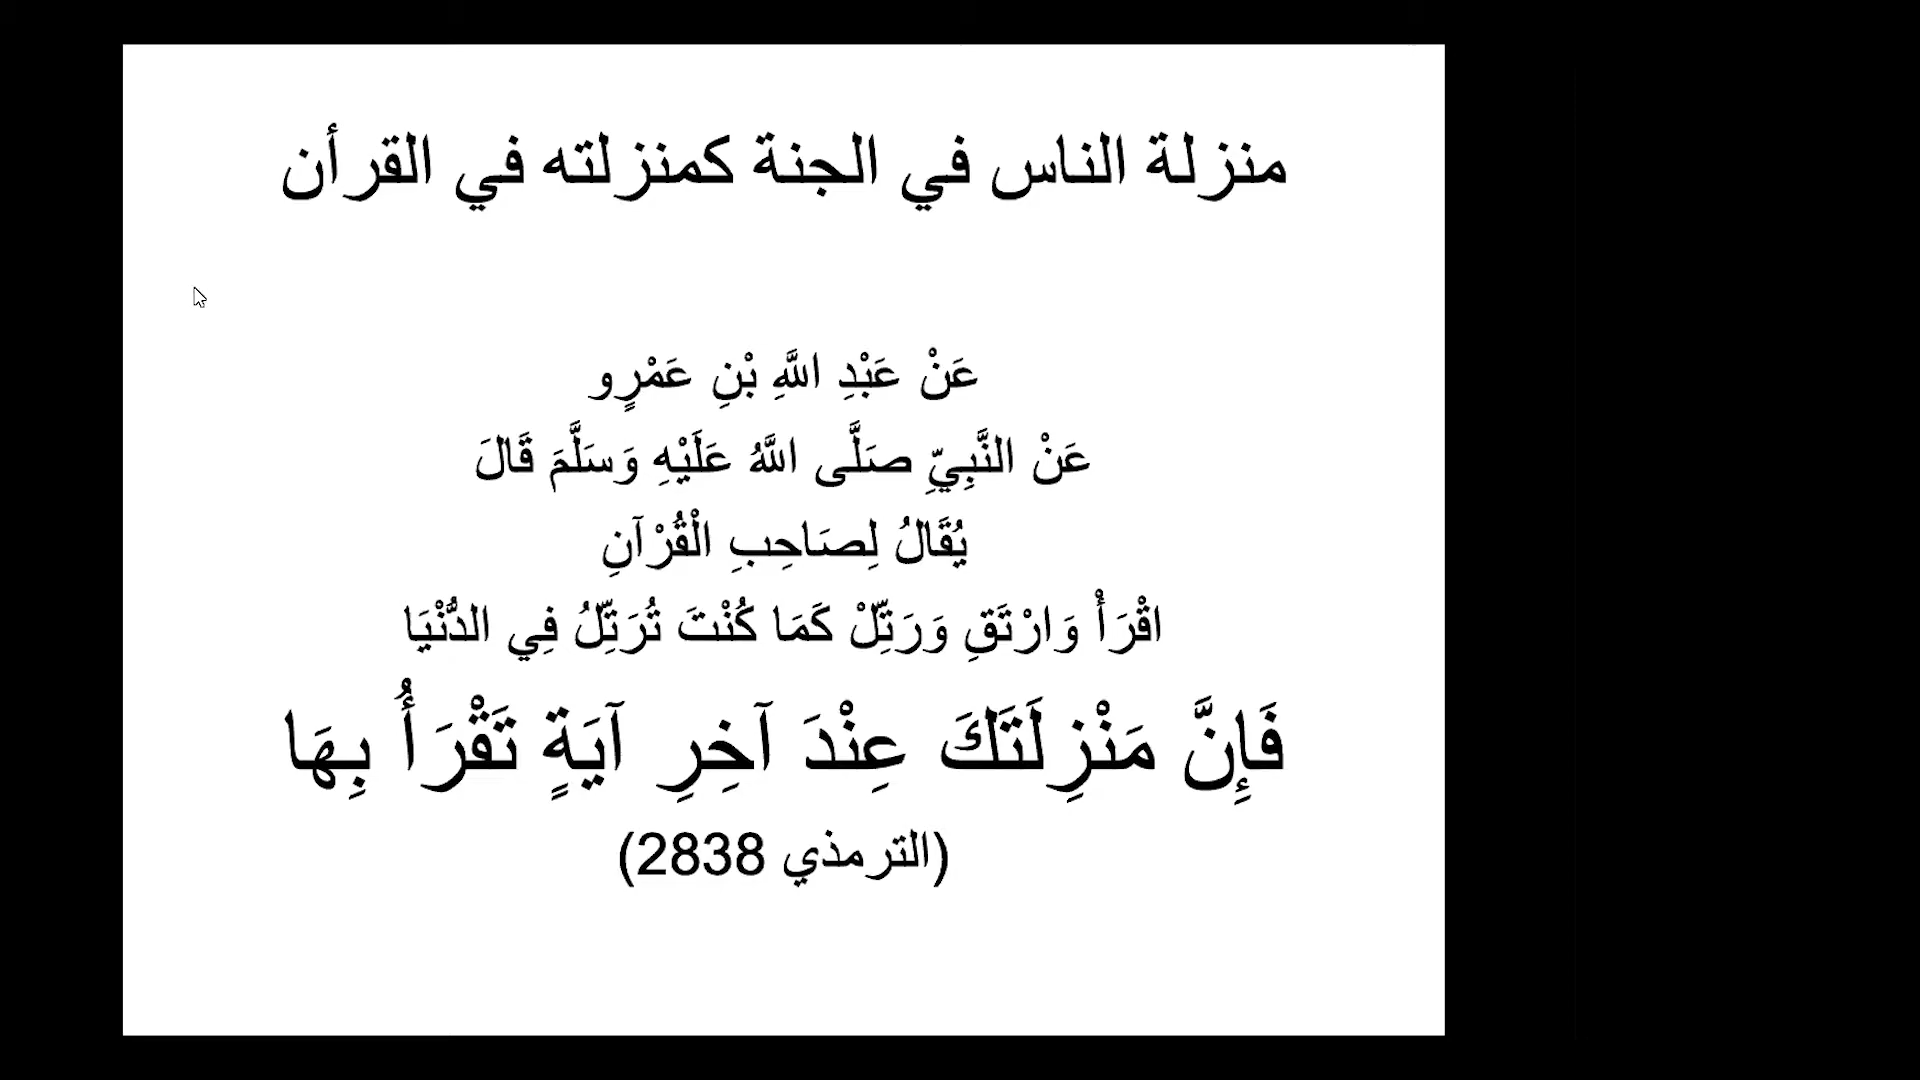 منزلة الناس في الجنة كمنزلته في القرأن
عَنْ عَبْدِ اللَّهِ بْنِ عَمْرٍو
عَنْ النَّبِيِّ صَلَّى اللَّهُ عَلَيْهِ وَسَلَّمَ قَالَ
يُقَالُ لِصَاحِبِ الْقُرْآنِ
اقْرَأْ وَارْتَقِ وَرَتِّلْ كَمَا كُنْتَ تُرَتِّلُ فِي الدُّنْيَا
فَإِنَّ مَنْزِلَتَكَ عِنْدَ آخِرِ آيَةٍ تَقْرَأُ بِهَا
(الترمذي 2838)